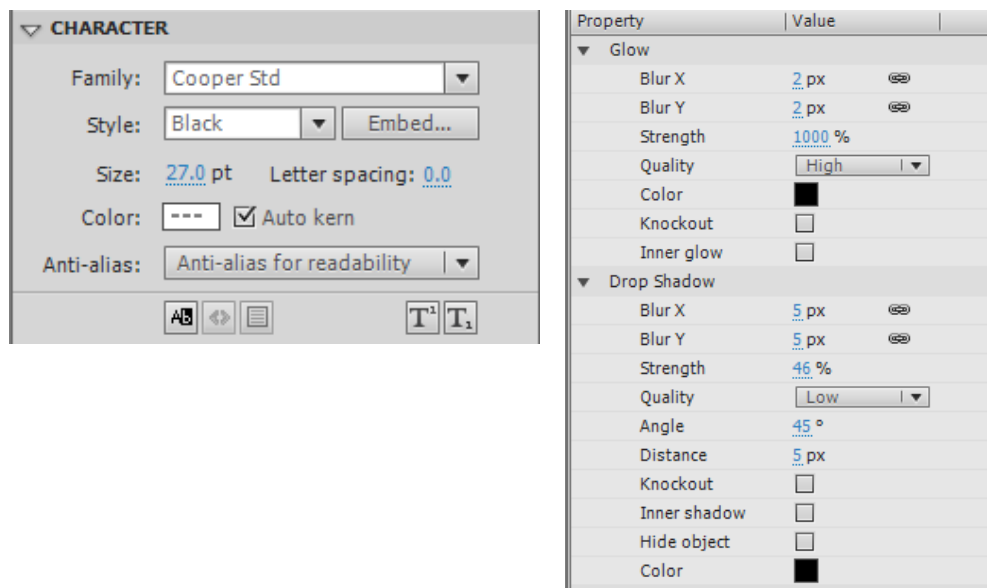 CHARACTER
Family: Cooper Std
Style: Black Embed...
Size: 27.0 pt Letter spacing: 0.0
Color: --- Auto kern
Anti-alias: Anti-alias for readability
AB T¹ T₁
Property Value
Glow
Blur X 2 px
Blur Y 2 px
Strength 1000 %
Quality High
Color
Knockout
Inner glow
Drop Shadow
Blur X 5 px
Blur Y 5 px
Strength 46 %
Quality Low
Angle 45 °
Distance 5 px
Knockout
Inner shadow
Hide object
Color